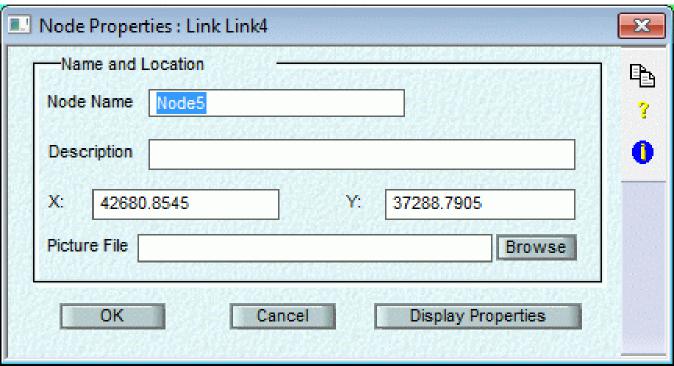 Node Properties : Link Link4
Name and Location
Node Name Node5
Description
X: 42680.8545 Y: 37288.7905
Picture File Browse
OK Cancel Display Properties